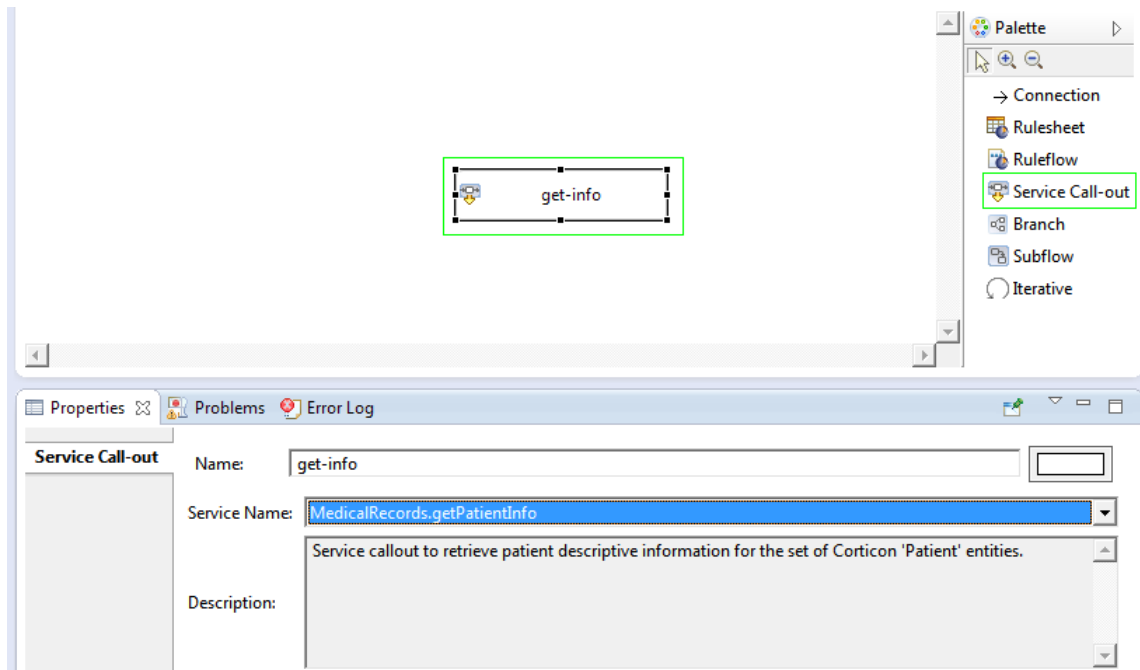 Palette
Connection
Rulesheet
Ruleflow
get-info
Service Call-out
Branch
Subflow
Iterative
Properties
Problems
Error Log
Service Call-out
Name:
get-info
Service Name:
MedicalRecords.getPatientInfo
Service callout to retrieve patient descriptive information for the set of Corticon 'Patient' entities.
Description: